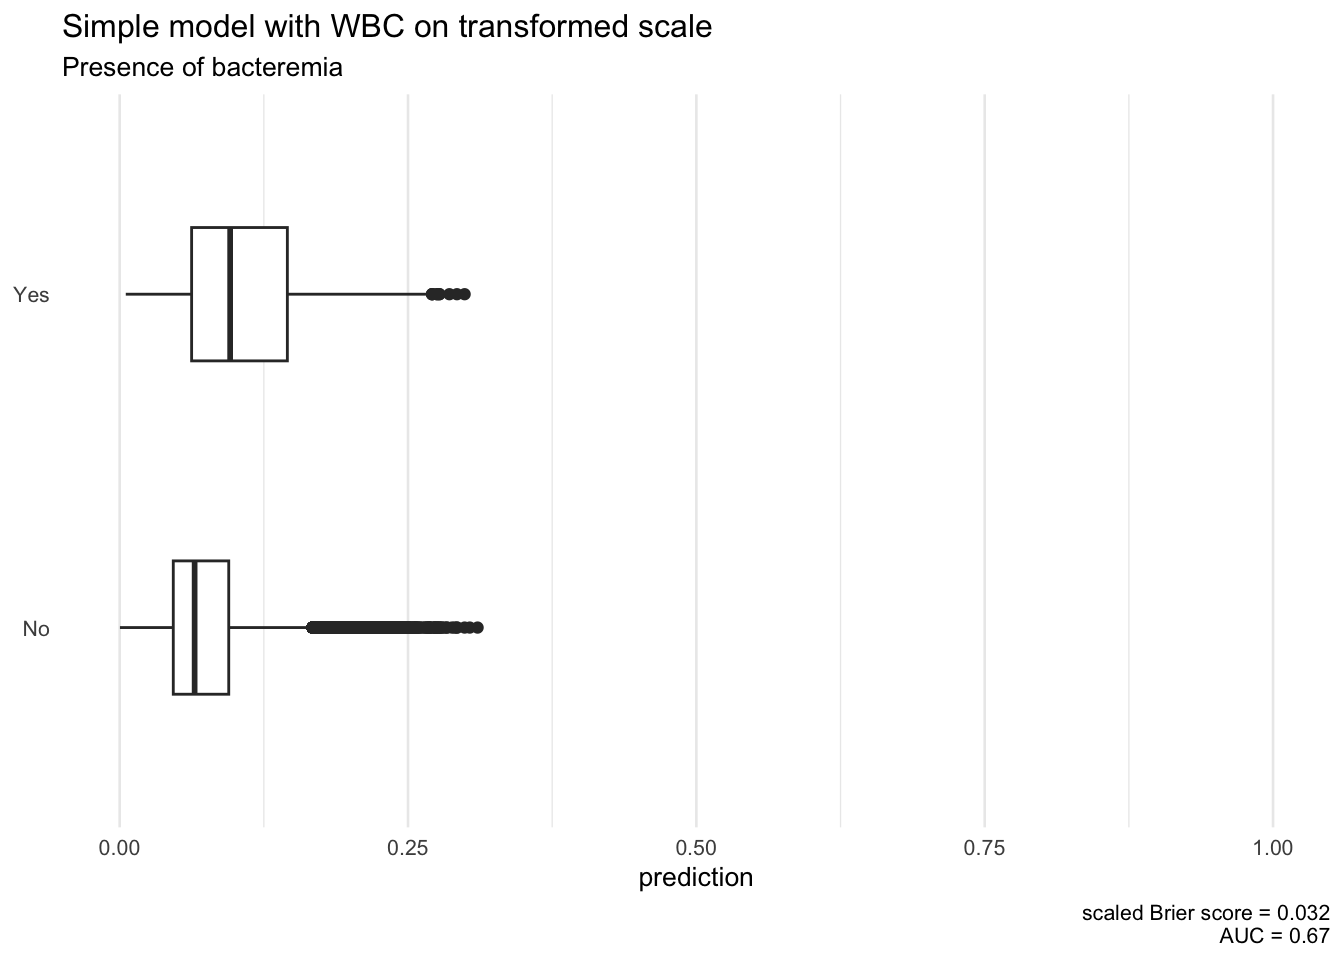 Simple model with WBC on transformed scale
Presence of bacteremia
Yes
No
0.00 0.25 0.50 0.75 1.00
prediction
scaled Brier score = 0.032
AUC = 0.67